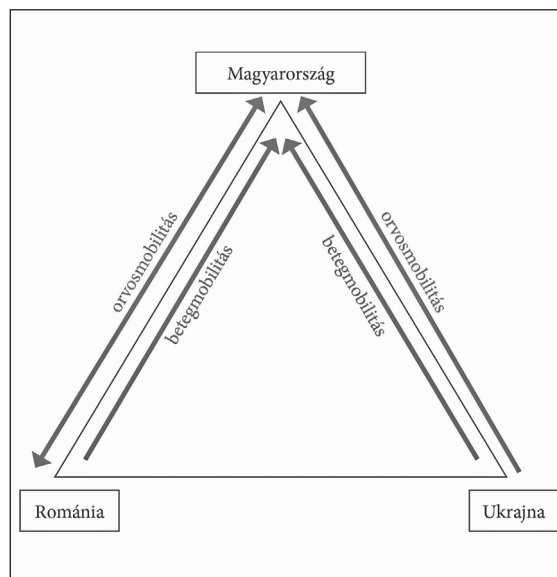 Magyarország
orvosmobilitás
betegmobilitás
betegmobilitás
orvosmobilitás
Románia
Ukrajna